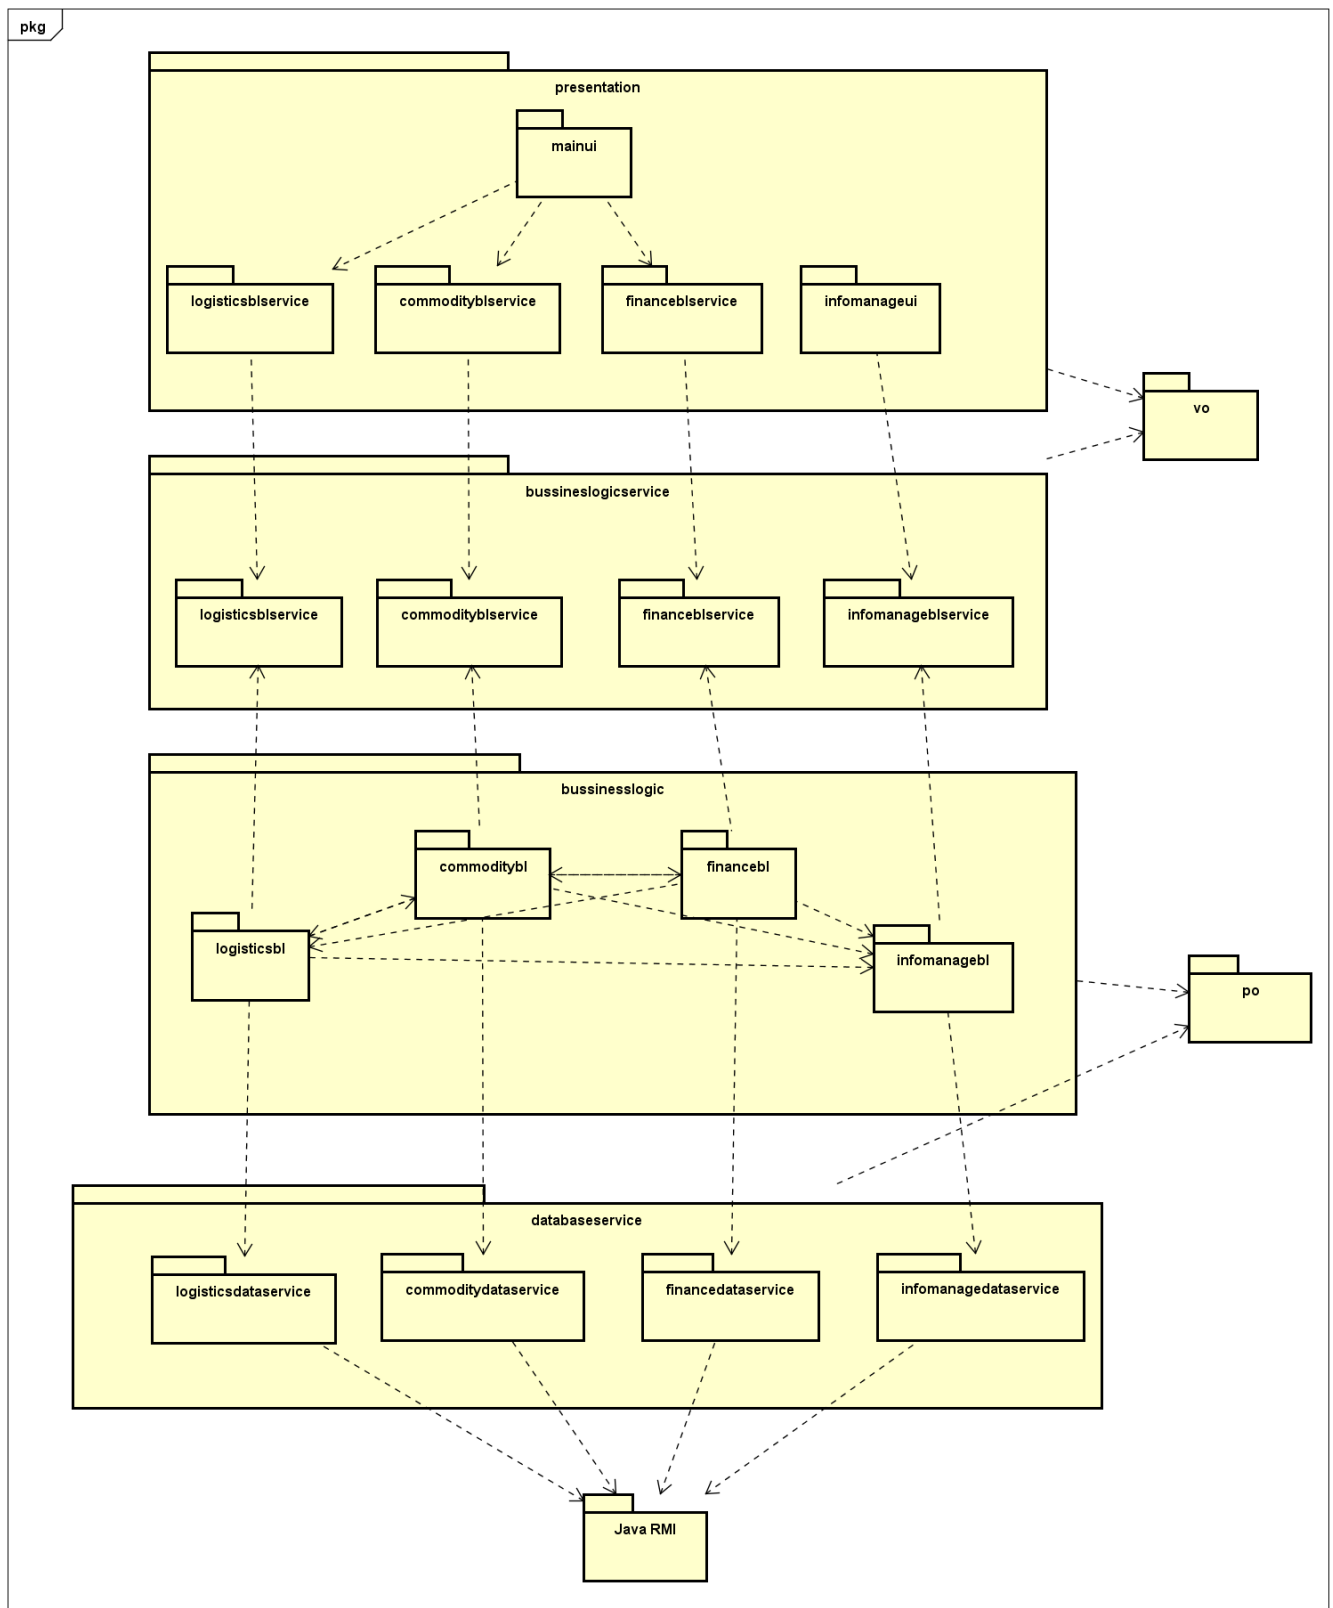 pkg
presentation
mainui
logisticsblservice
commodityblservice
financeblservice
infomanageui
vo
bussineslogicservice
logisticsblservice
commodityblservice
financeblservice
infomanageblservice
bussinesslogic
commoditybl
financebl
logisticsbl
infomanagebl
po
databaseservice
logisticsdataservice
commoditydataservice
financedataservice
infomanagedataservice
Java RMI